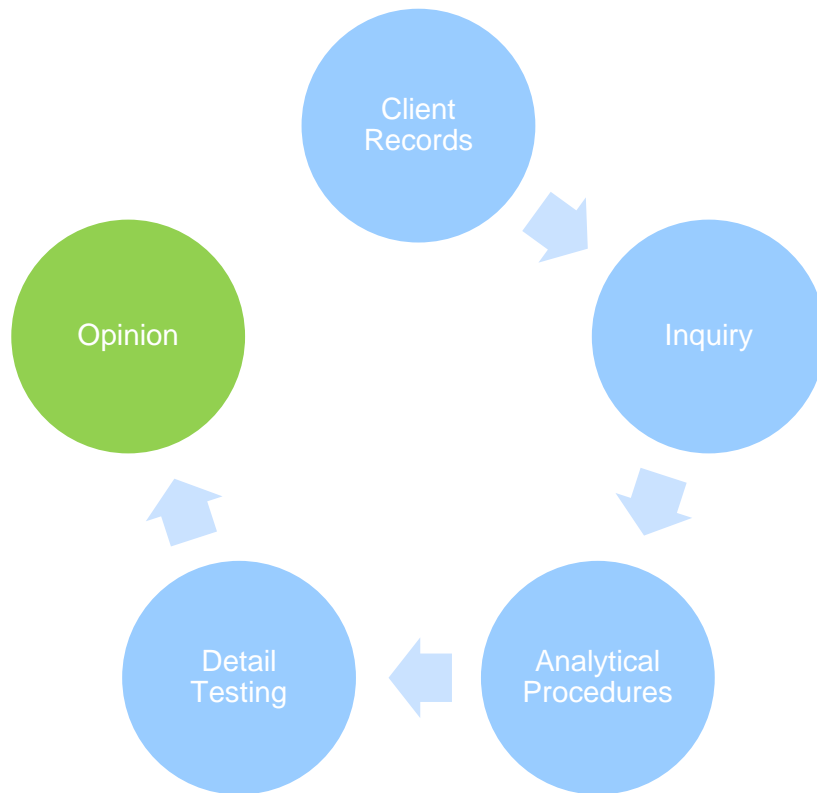 Client
Records
Inquiry
Analytical
Procedures
Detail
Testing
Opinion